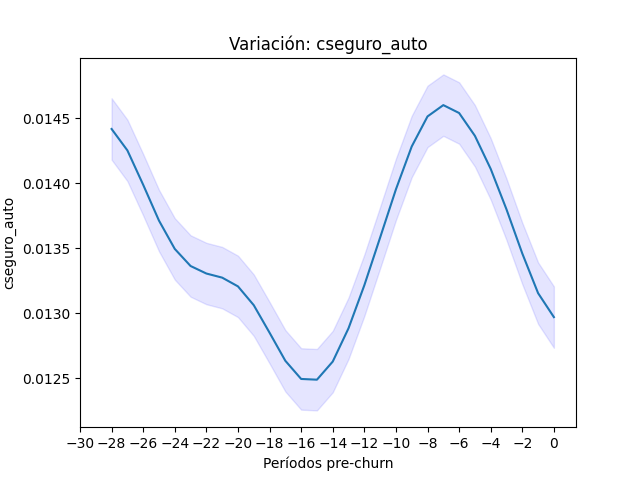 Variación: cseguro_auto
cseguro_auto
0.0145
0.0140
0.0135
0.0130
0.0125
−30 −28 −26 −24 −22 −20 −18 −16 −14 −12 −10 −8 −6 −4 −2 0
Períodos pre-churn